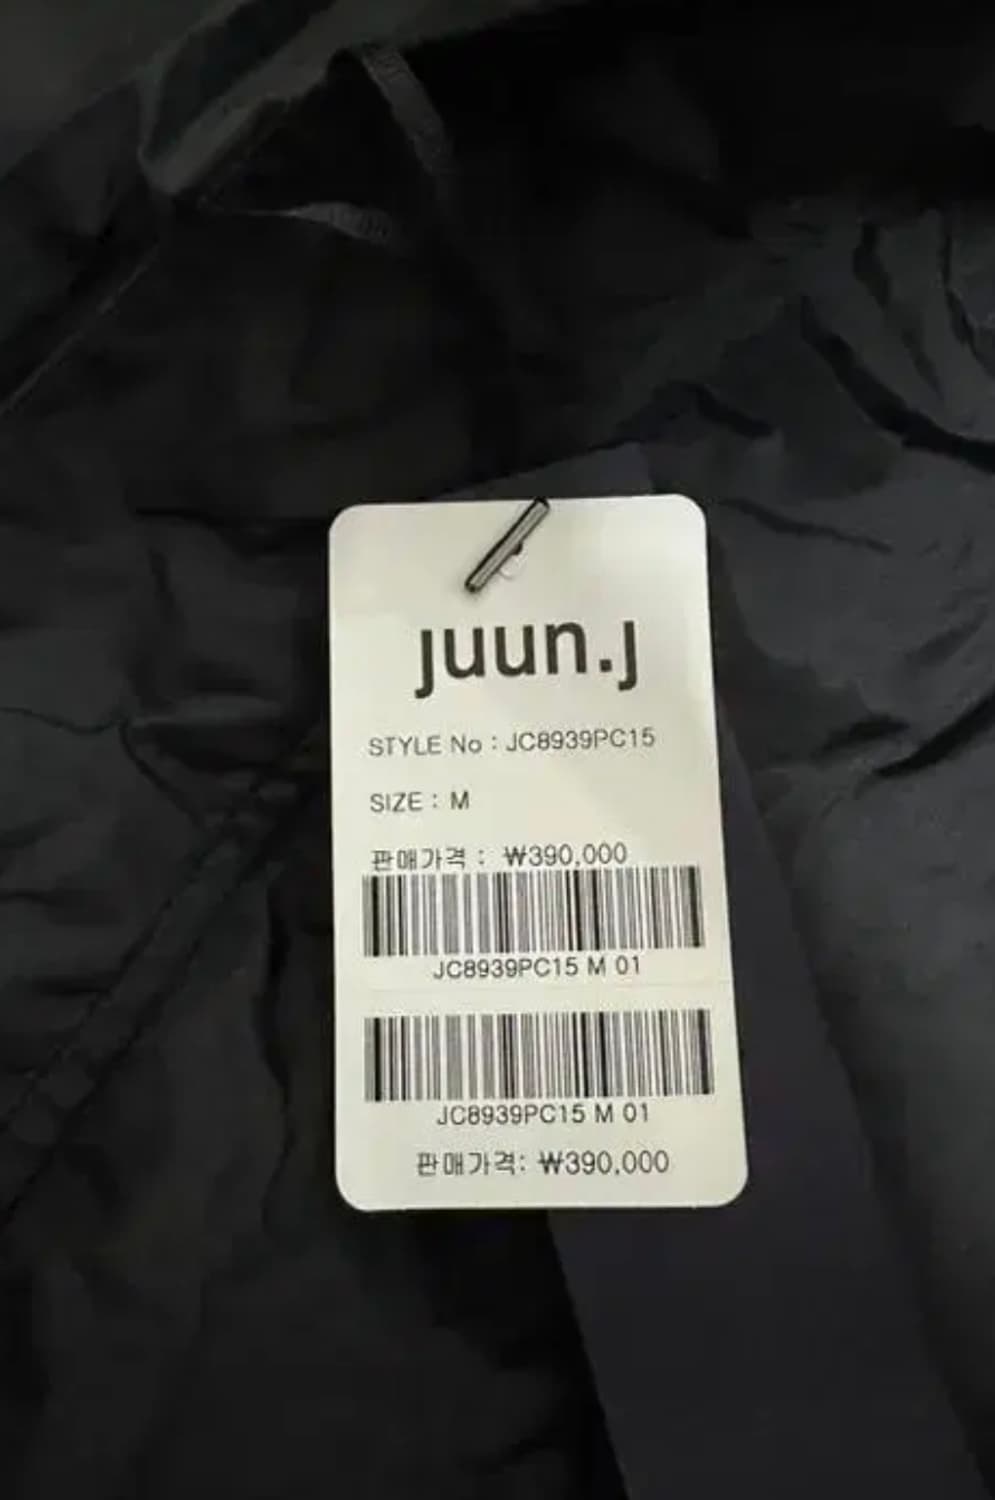 juun.j
STYLE No : JC8939PC15
SIZE : M
판매가격 : ₩390,000
JC8939PC15 M 01
JC8939PC15 M 01
판매가격: ₩390,000